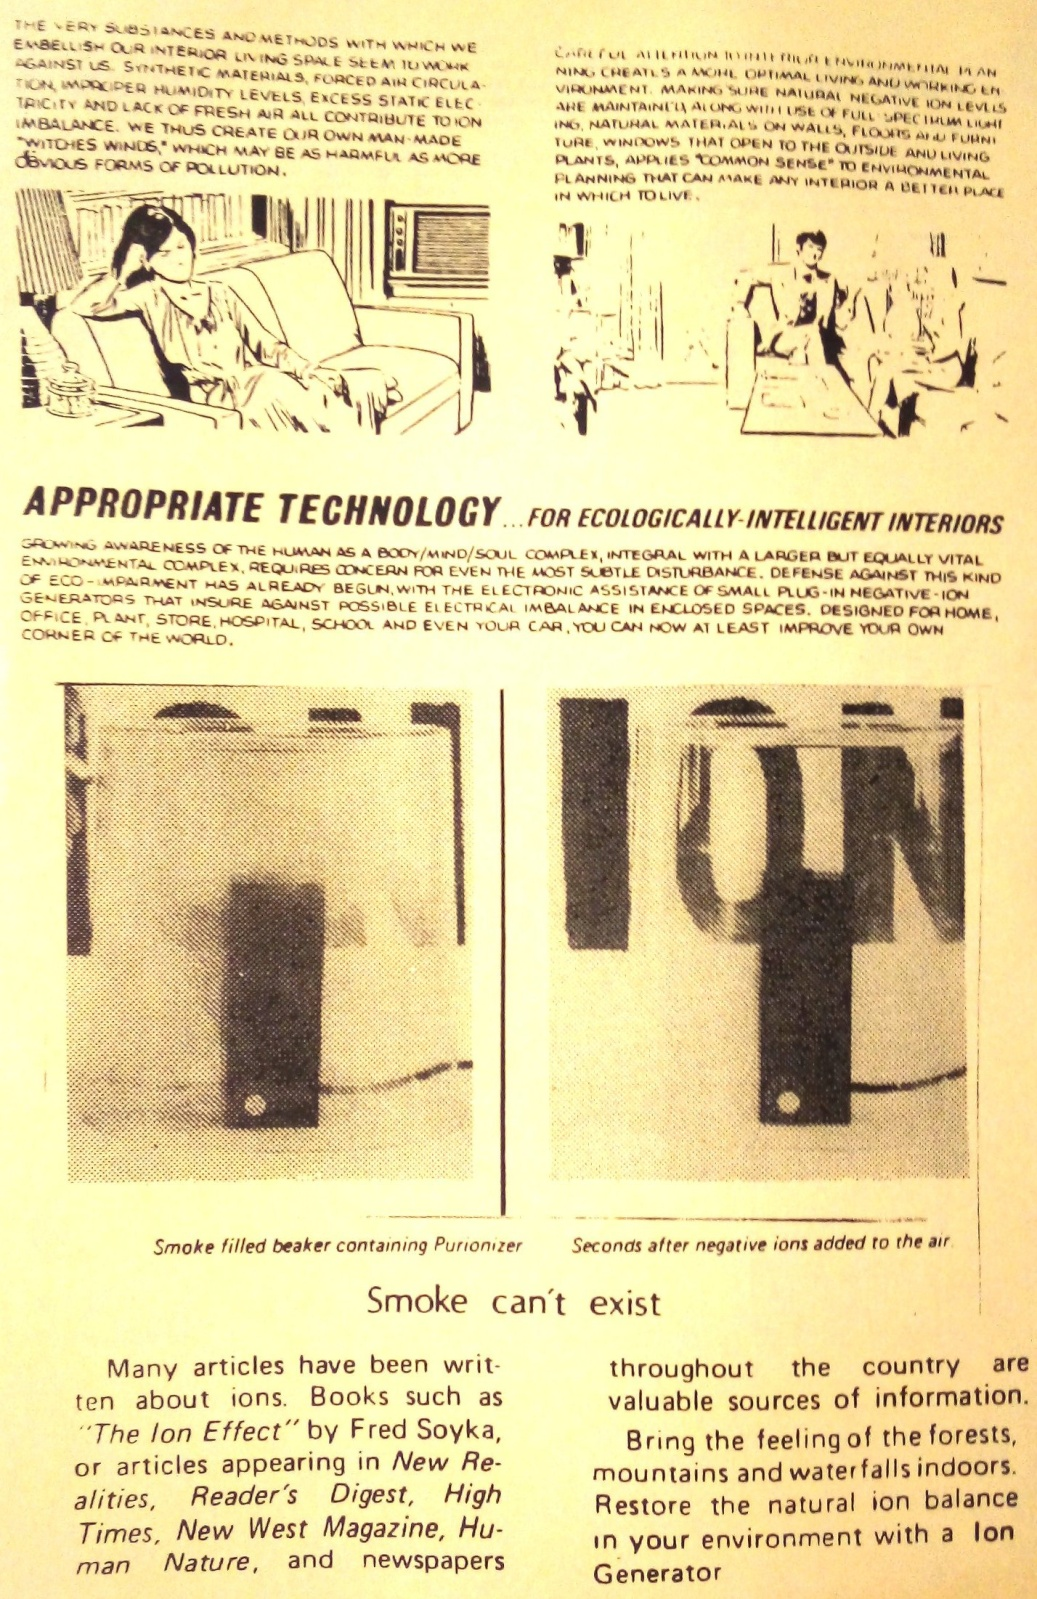 THE VERY SUBSTANCES AND METHODS WITH WHICH WE
EMBELLISH OUR INTERIOR LIVING SPACE SEEM TO WORK
AGAINST US. SYNTHETIC MATERIALS, FORCED AIR CIRCULA-
TION, IMPROPER HUMIDITY LEVELS, EXCESS STATIC ELEC-
TRICITY AND LACK OF FRESH AIR ALL CONTRIBUTE TO ION
IMBALANCE. WE THUS CREATE OUR OWN MAN-MADE
"WITCHES WINDS," WHICH MAY BE AS HARMFUL AS MORE
OBVIOUS FORMS OF POLLUTION.
CAREFUL ATTENTION TO INTERIOR ENVIRONMENTAL PLAN
NING CREATES A MORE OPTIMAL LIVING AND WORKING EN-
VIRONMENT. MAKING SURE NATURAL NEGATIVE ION LEVELS
ARE MAINTAINED, ALONG WITH USE OF FULL SPECTRUM LIGHT
ING, NATURAL MATERIALS ON WALLS, FLOORS AND FURNI
TURE, WINDOWS THAT OPEN TO THE OUTSIDE AND LIVING
PLANTS, APPLIES "COMMON SENSE" TO ENVIRONMENTAL
PLANNING THAT CAN MAKE ANY INTERIOR A BETTER PLACE
IN WHICH TO LIVE.
APPROPRIATE TECHNOLOGY...FOR ECOLOGICALLY-INTELLIGENT INTERIORS
GROWING AWARENESS OF THE HUMAN AS A BODY/MIND/SOUL COMPLEX, INTEGRAL WITH A LARGER BUT EQUALLY VITAL
ENVIRONMENTAL COMPLEX, REQUIRES CONCERN FOR EVEN THE MOST SUBTLE DISTURBANCE. DEFENSE AGAINST THIS KIND
OF ECO-IMPAIRMENT HAS ALREADY BEGUN, WITH THE ELECTRONIC ASSISTANCE OF SMALL PLUG-IN NEGATIVE-ION
GENERATORS THAT INSURE AGAINST POSSIBLE ELECTRICAL IMBALANCE IN ENCLOSED SPACES. DESIGNED FOR HOME,
OFFICE, PLANT, STORE, HOSPITAL, SCHOOL AND EVEN YOUR CAR, YOU CAN NOW AT LEAST IMPROVE YOUR OWN
CORNER OF THE WORLD.
ION
Smoke filled beaker containing Purionizer
Seconds after negative ions added to the air.
Smoke can't exist
Many articles have been writ-
ten about ions. Books such as
"The Ion Effect" by Fred Soyka,
or articles appearing in New Re-
alities, Reader's Digest, High
Times, New West Magazine, Hu-
man Nature, and newspapers
throughout the country are
valuable sources of information.
Bring the feeling of the forests,
mountains and waterfalls indoors.
Restore the natural ion balance
in your environment with a Ion
Generator